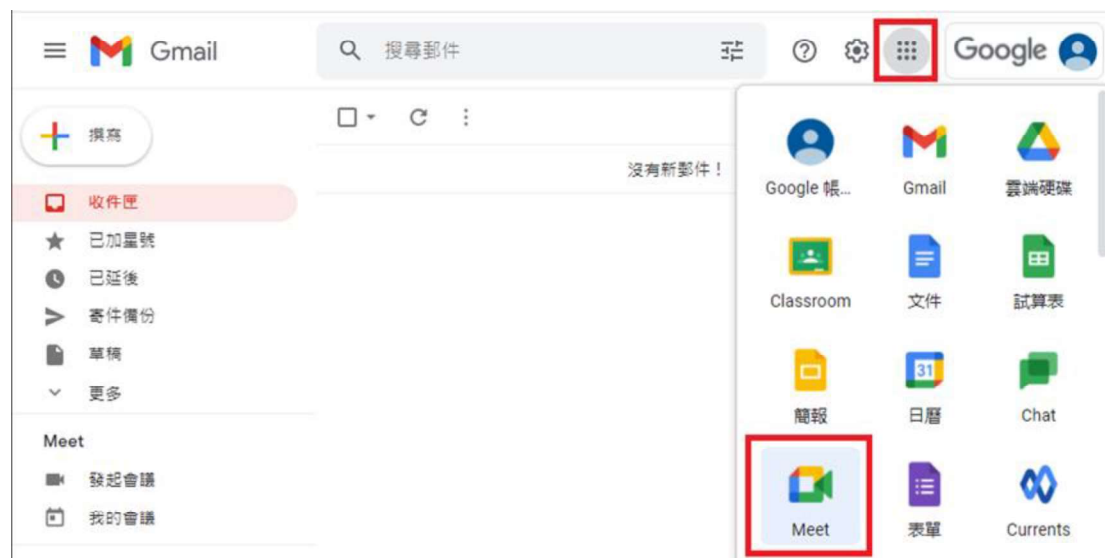 Gmail
搜尋郵件
Google
撰寫
沒有新郵件！
收件匣
已加星號
已延後
寄件備份
草稿
更多
Meet
發起會議
我的會議
Google 帳...
Gmail
雲端硬碟
Classroom
文件
試算表
簡報
31
日曆
Chat
Meet
表單
Currents